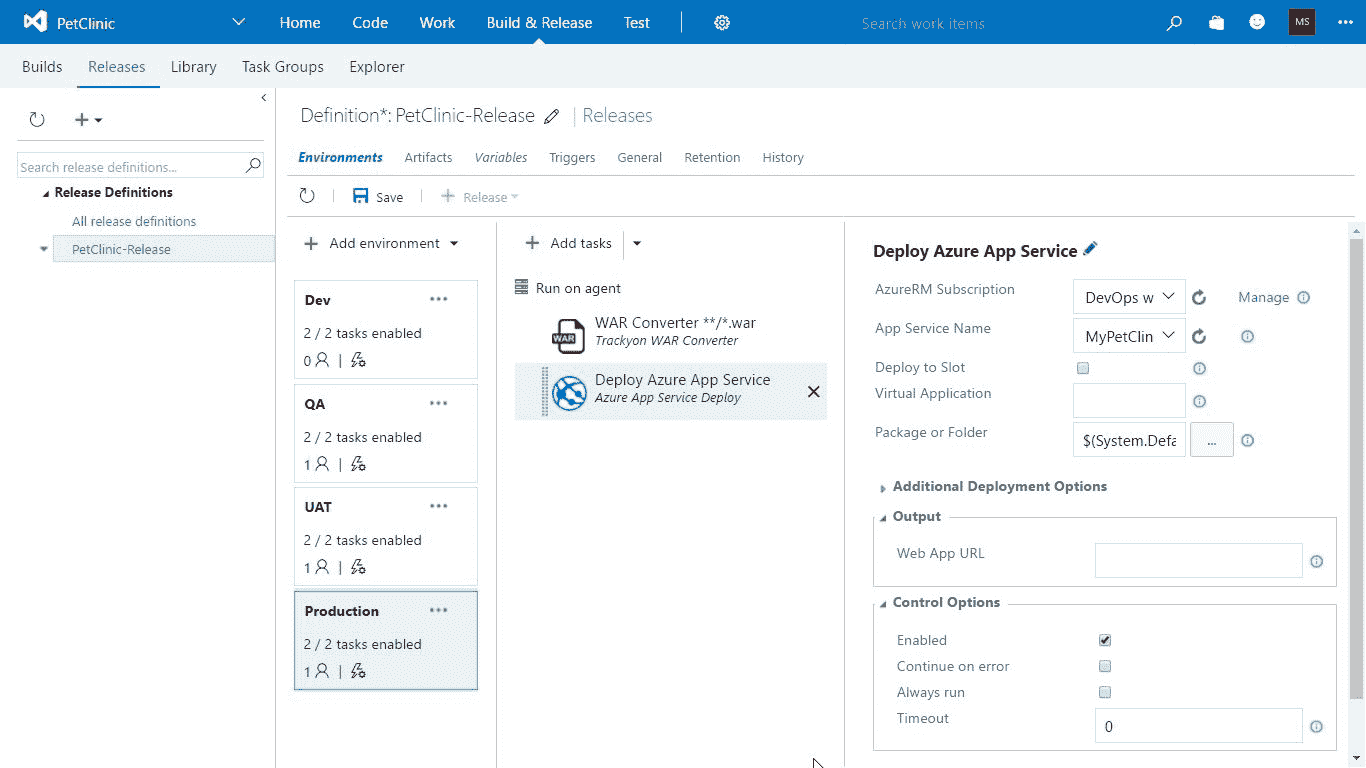 PetClinic Home Code Work Build & Release Test Search work items MS
Builds Releases Library Task Groups Explorer
Definition*: PetClinic-Release | Releases
Search release definitions...
Release Definitions
All release definitions
PetClinic-Release
Environments Artifacts Variables Triggers General Retention History
Save Release
Add environment
Dev
2 / 2 tasks enabled
0
QA
2 / 2 tasks enabled
1
UAT
2 / 2 tasks enabled
1
Production
2 / 2 tasks enabled
1
Add tasks
Run on agent
WAR
WAR Converter **/*.war
Trackyon WAR Converter
Deploy Azure App Service
Azure App Service Deploy
Deploy Azure App Service
AzureRM Subscription DevOps w Manage
App Service Name MyPetClin
Deploy to Slot
Virtual Application
Package or Folder $(System.Defa ...
Additional Deployment Options
Output
Web App URL
Control Options
Enabled
Continue on error
Always run
Timeout 0